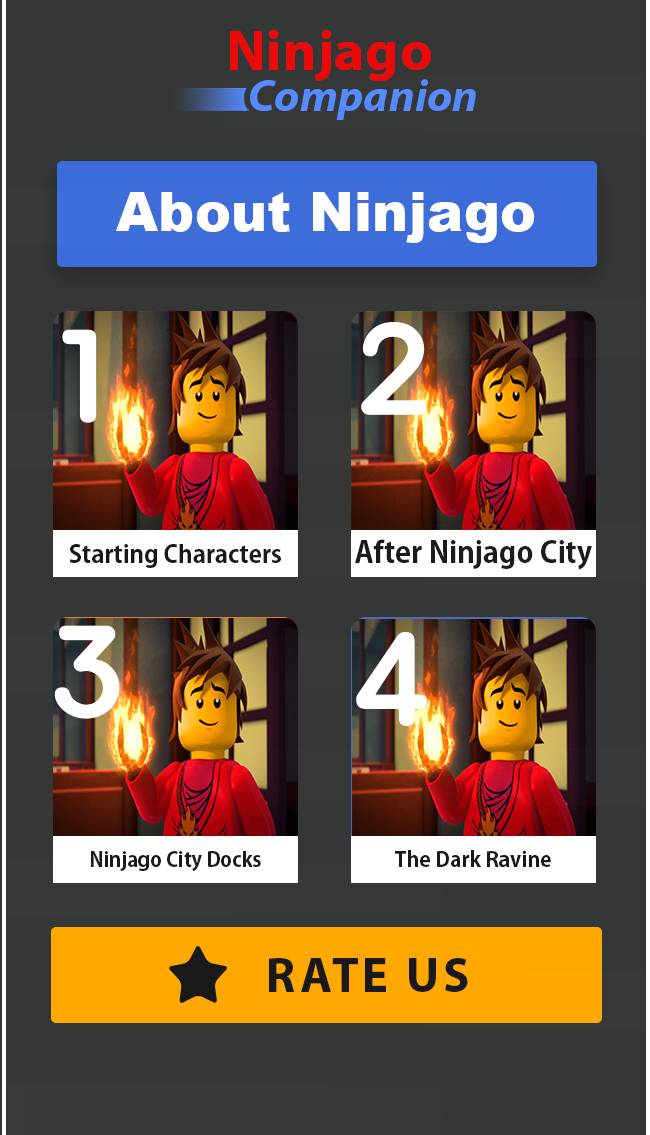 Ninjago
Companion
About Ninjago
1
2
Starting Characters
After Ninjago City
3
4
Ninjago City Docks
The Dark Ravine
RATE US